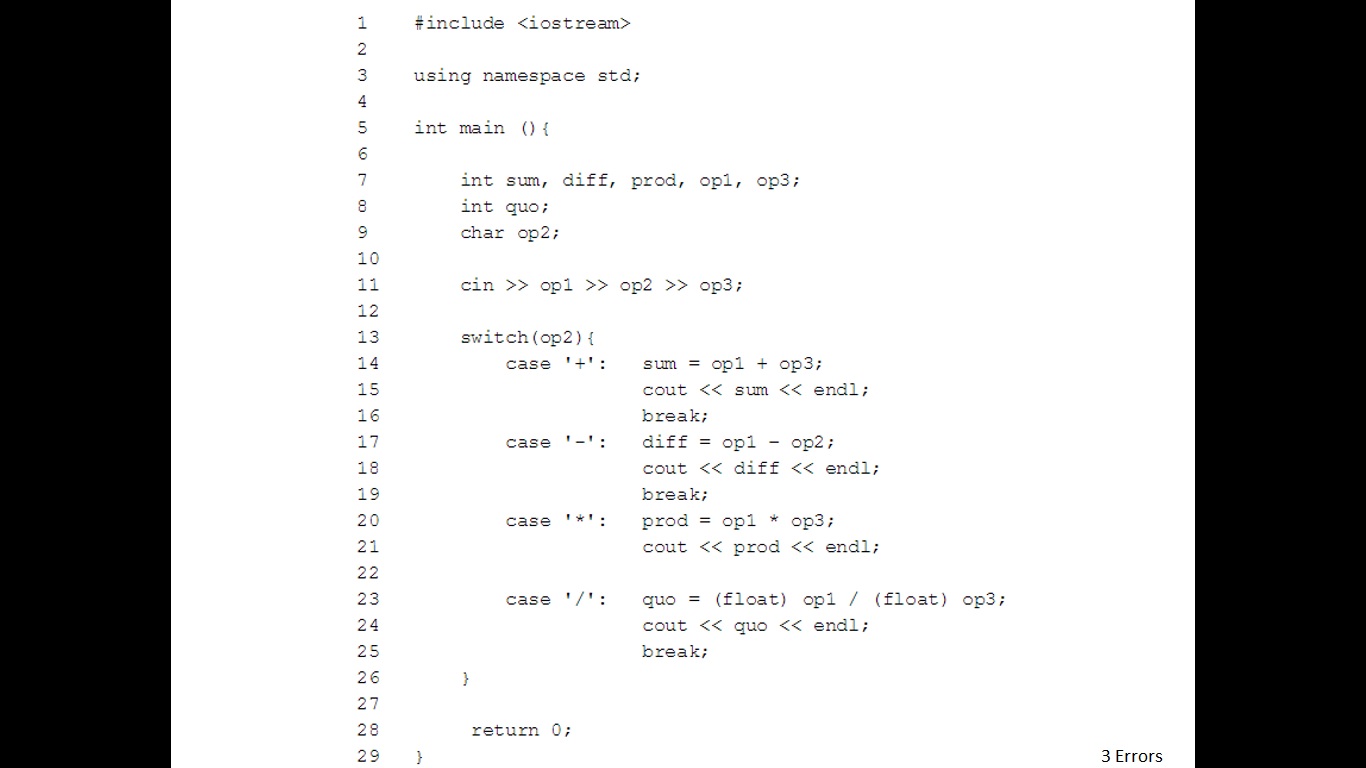 1 #include <iostream>
2
3 using namespace std;
4
5 int main (){
6
7 int sum, diff, prod, op1, op3;
8 int quo;
9 char op2;
10
11 cin >> op1 >> op2 >> op3;
12
13 switch(op2){
14 case '+': sum = op1 + op3;
15 cout << sum << endl;
16 break;
17 case '-': diff = op1 - op2;
18 cout << diff << endl;
19 break;
20 case '*': prod = op1 * op3;
21 cout << prod << endl;
22
23 case '/': quo = (float) op1 / (float) op3;
24 cout << quo << endl;
25 break;
26 }
27
28 return 0;
29 }
3 Errors